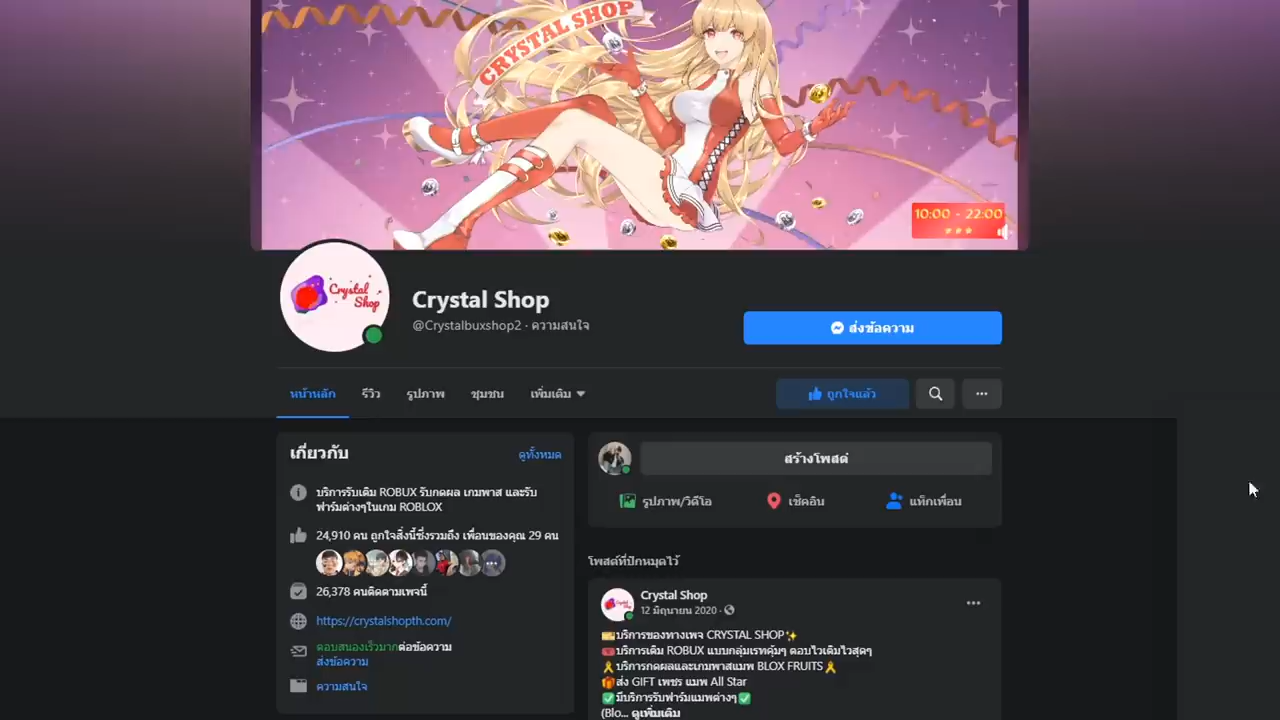 CRYSTAL SHOP
10:00 - 22:00
Crystal
Shop
Crystal Shop
@Crystalbuxshop2 · ความสนใจ
ส่งข้อความ
หน้าหลัก
รีวิว
รูปภาพ
ชุมชน
เพิ่มเติม
ถูกใจแล้ว
เกี่ยวกับ
ดูทั้งหมด
บริการรับเติม ROBUX รับกดผล เกมพาส และรับ
ฟาร์มต่างๆในเกม ROBLOX
24,910 คน ถูกใจสิ่งนี้ซึ่งรวมถึง เพื่อนของคุณ 29 คน
26,378 คนติดตามเพจนี้
https://crystalshopth.com/
ตอบสนองเร็วมากต่อข้อความ
ส่งข้อความ
ความสนใจ
สร้างโพสต์
รูปภาพ/วิดีโอ
เช็คอิน
แท็กเพื่อน
โพสต์ที่ปักหมุดไว้
Crystal Shop
12 มิถุนายน 2020 ·
บริการของทางเพจ CRYSTAL SHOP✨
🎟️บริการเติม ROBUX แบบกลุ่มเรทคุ้มๆ ตอบไวเติมไวสุดๆ
🎗️บริการกดผลและเกมพาสแมพ BLOX FRUITS🎗️
🎁ส่ง GIFT เพชร แมพ All Star
✅มีบริการรับฟาร์มแมพต่างๆ✅
(Blo... ดูเพิ่มเติม